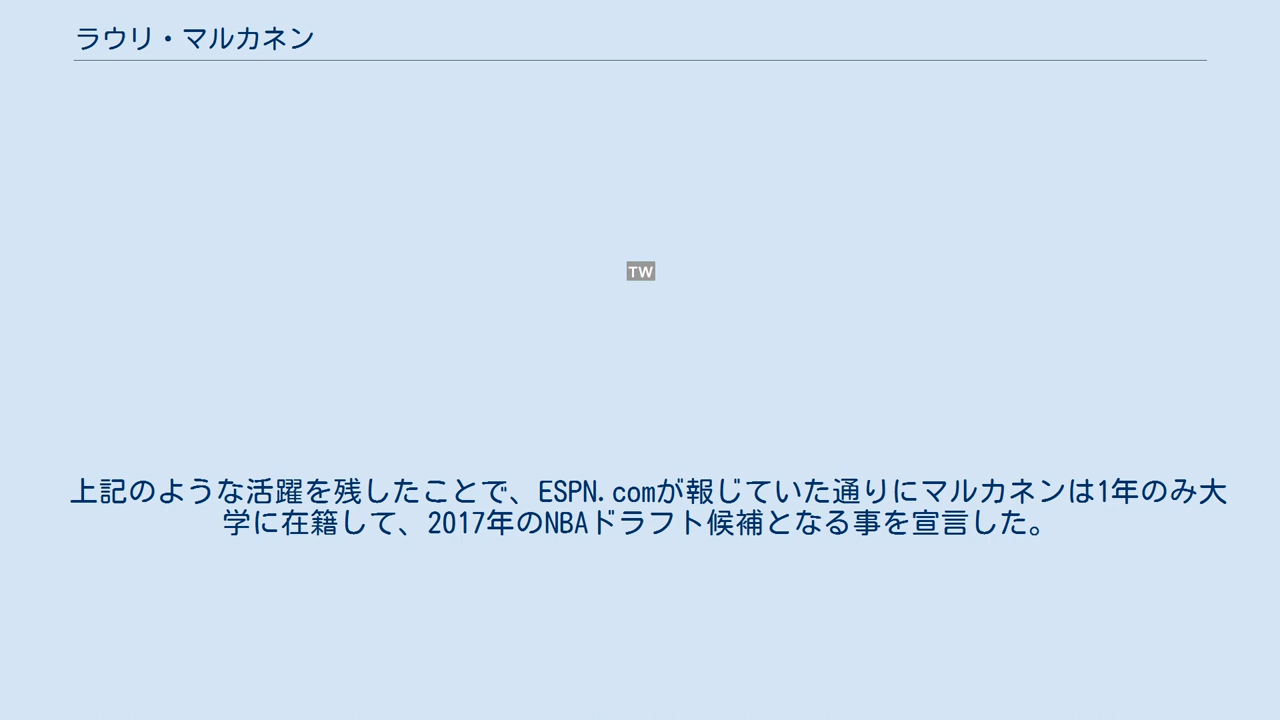 ラウリ・マルカネン
TW
上記のような活躍を残したことで、ESPN.comが報じていた通りにマルカネンは1年のみ大
学に在籍して、2017年のNBAドラフト候補となる事を宣言した。